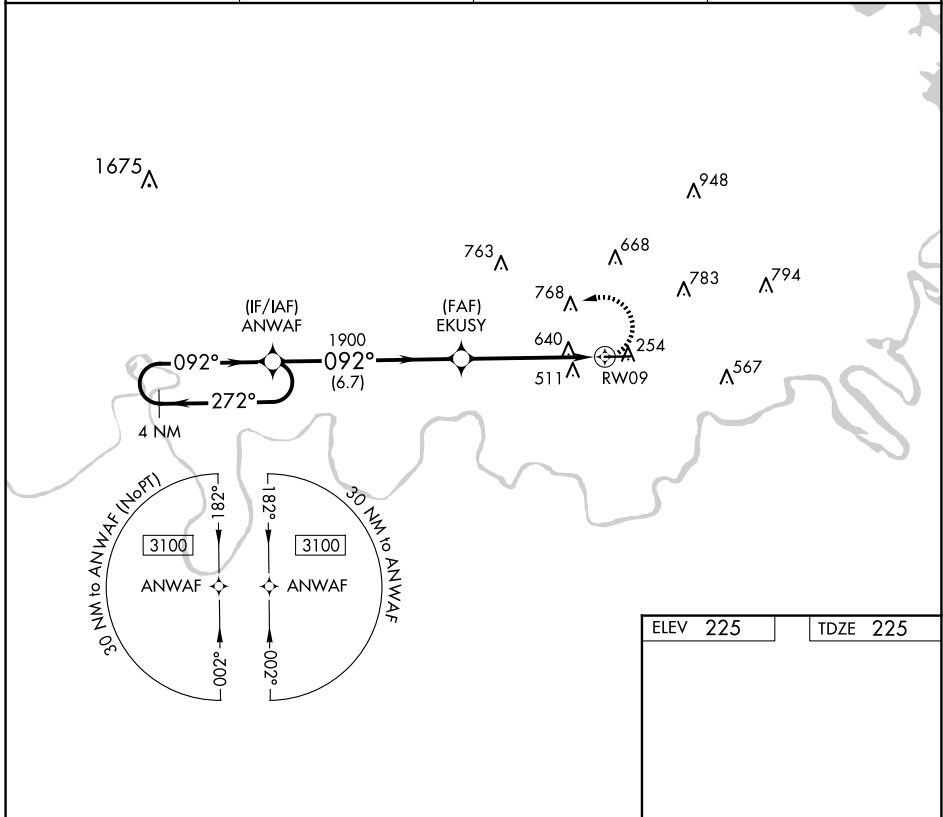 1675
948
763
668
768
783
794
(IF/IAF)
ANWAF
(FAF)
EKUSY
1900
092°
092°
(6.7)
640
254
511
RW09
567
272°
4 NM
30 NM to ANWAF (NoPT)
182°
182°
30 NM to ANWAF
3100
3100
ANWAF
ANWAF
002°
002°
ELEV 225
TDZE 225